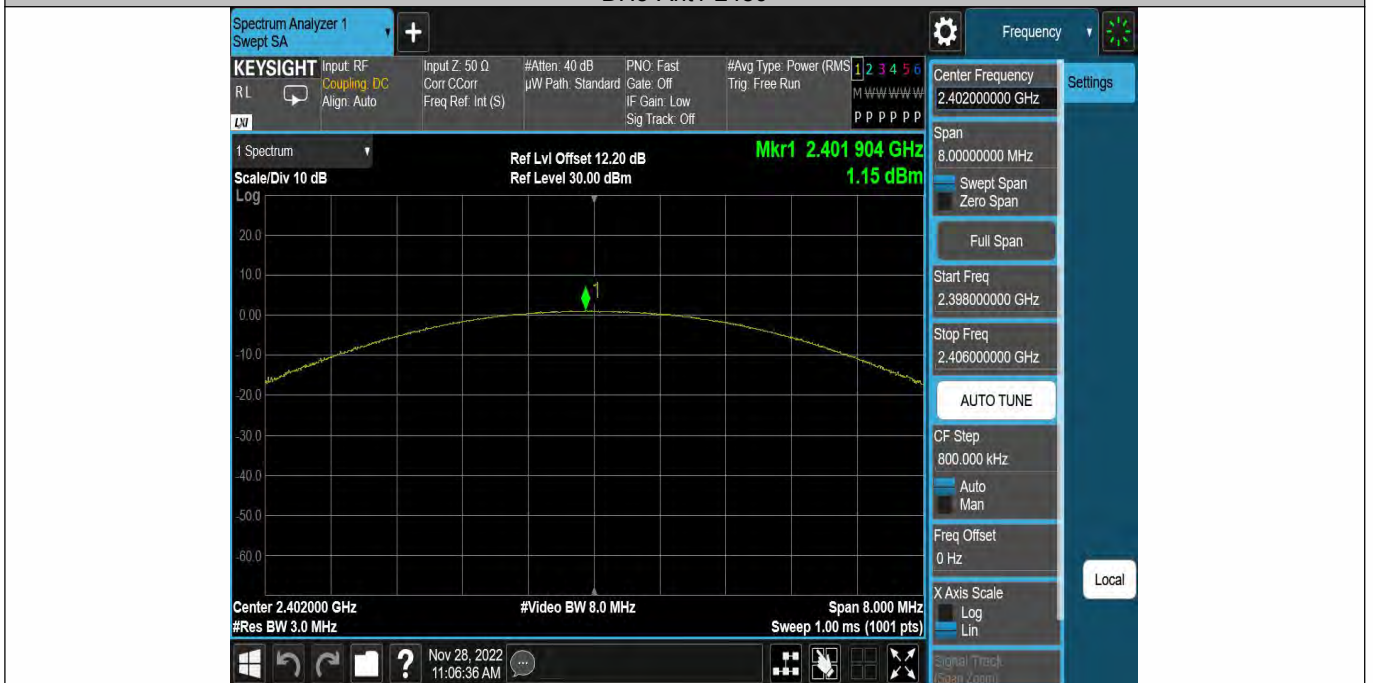 Spectrum Analyzer 1
Swept SA
+
Frequency
KEYSIGHT
RL
LXI
Input: RF
Coupling: DC
Align: Auto
Input Z: 50 Ω
Corr CCorr
Freq Ref: Int (S)
#Atten: 40 dB
µW Path: Standard
PNO: Fast
Gate: Off
IF Gain: Low
Sig Track: Off
#Avg Type: Power (RMS
Trig: Free Run
1 2 3 4 5 6
M W W W W W
P P P P P P
1 Spectrum
Scale/Div 10 dB
Log
Ref Lvl Offset 12.20 dB
Ref Level 30.00 dBm
Mkr1 2.401 904 GHz
1.15 dBm
1
20.0
10.0
0.00
-10.0
-20.0
-30.0
-40.0
-50.0
-60.0
Center 2.402000 GHz
#Res BW 3.0 MHz
#Video BW 8.0 MHz
Span 8.000 MHz
Sweep 1.00 ms (1001 pts)
Center Frequency
2.402000000 GHz
Settings
Span
8.00000000 MHz
Swept Span
Zero Span
Full Span
Start Freq
2.398000000 GHz
Stop Freq
2.406000000 GHz
AUTO TUNE
CF Step
800.000 kHz
Auto
Man
Freq Offset
0 Hz
X Axis Scale
Log
Lin
Local
Signal Track
(Span Zoom)
?
Nov 28, 2022
11:06:36 AM